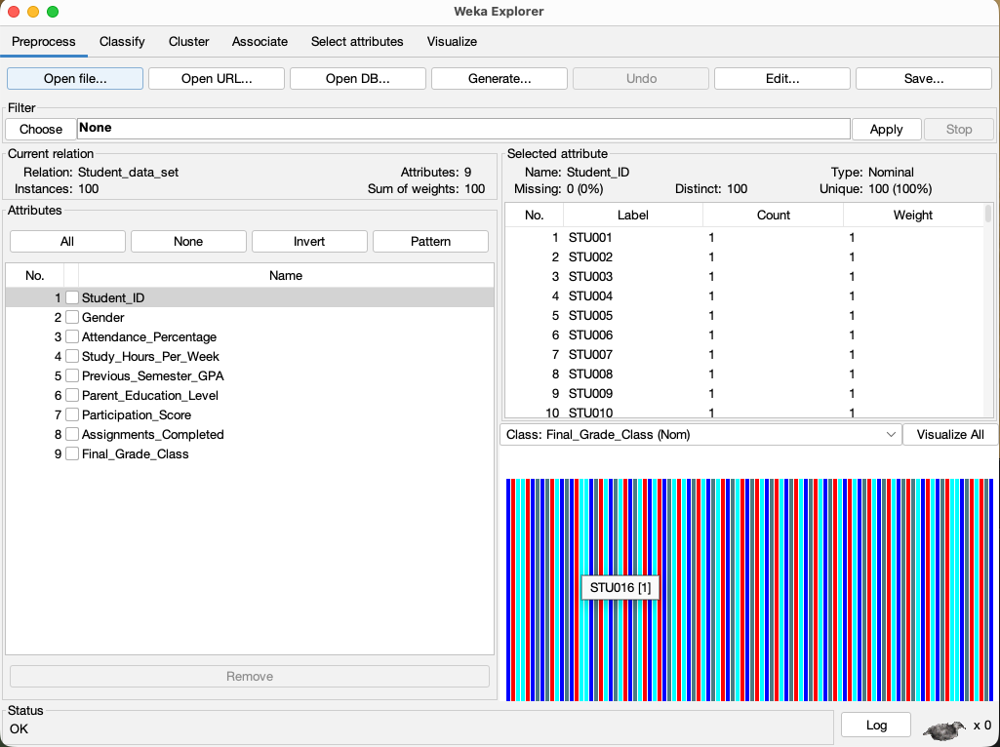 Weka Explorer
Preprocess Classify Cluster Associate Select attributes Visualize
Open file... Open URL... Open DB... Generate... Undo Edit... Save...
Filter
Choose None Apply Stop
Current relation
Relation: Student_data_set Attributes: 9
Instances: 100 Sum of weights: 100
Attributes
All None Invert Pattern
No. Name
1 Student_ID
2 Gender
3 Attendance_Percentage
4 Study_Hours_Per_Week
5 Previous_Semester_GPA
6 Parent_Education_Level
7 Participation_Score
8 Assignments_Completed
9 Final_Grade_Class
Remove
Selected attribute
Name: Student_ID Type: Nominal
Missing: 0 (0%) Distinct: 100 Unique: 100 (100%)
No. Label Count Weight
1 STU001 1 1
2 STU002 1 1
3 STU003 1 1
4 STU004 1 1
5 STU005 1 1
6 STU006 1 1
7 STU007 1 1
8 STU008 1 1
9 STU009 1 1
10 STU010 1 1
Class: Final_Grade_Class (Nom) Visualize All
STU016 [1]
Status
OK
Log x 0